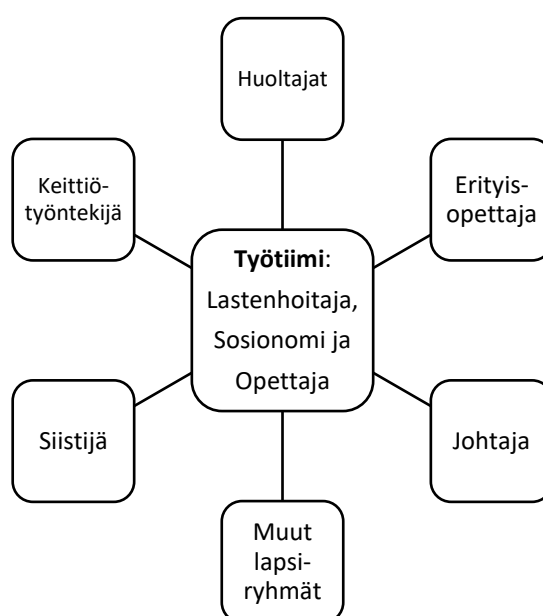 Huoltajat
Keittiö-
työntekijä
Erityis-
opettaja
Työtiimi:
Lastenhoitaja,
Sosionomi ja
Opettaja
Siistijä
Johtaja
Muut
lapsi-
ryhmät